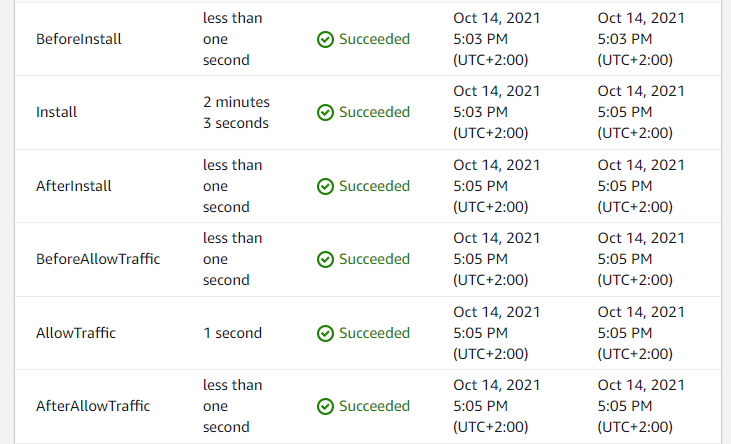 BeforeInstall less than one second Succeeded Oct 14, 2021 5:03 PM (UTC+2:00) Oct 14, 2021 5:03 PM (UTC+2:00)
Install 2 minutes 3 seconds Succeeded Oct 14, 2021 5:03 PM (UTC+2:00) Oct 14, 2021 5:05 PM (UTC+2:00)
AfterInstall less than one second Succeeded Oct 14, 2021 5:05 PM (UTC+2:00) Oct 14, 2021 5:05 PM (UTC+2:00)
BeforeAllowTraffic less than one second Succeeded Oct 14, 2021 5:05 PM (UTC+2:00) Oct 14, 2021 5:05 PM (UTC+2:00)
AllowTraffic 1 second Succeeded Oct 14, 2021 5:05 PM (UTC+2:00) Oct 14, 2021 5:05 PM (UTC+2:00)
AfterAllowTraffic less than one second Succeeded Oct 14, 2021 5:05 PM (UTC+2:00) Oct 14, 2021 5:05 PM (UTC+2:00)